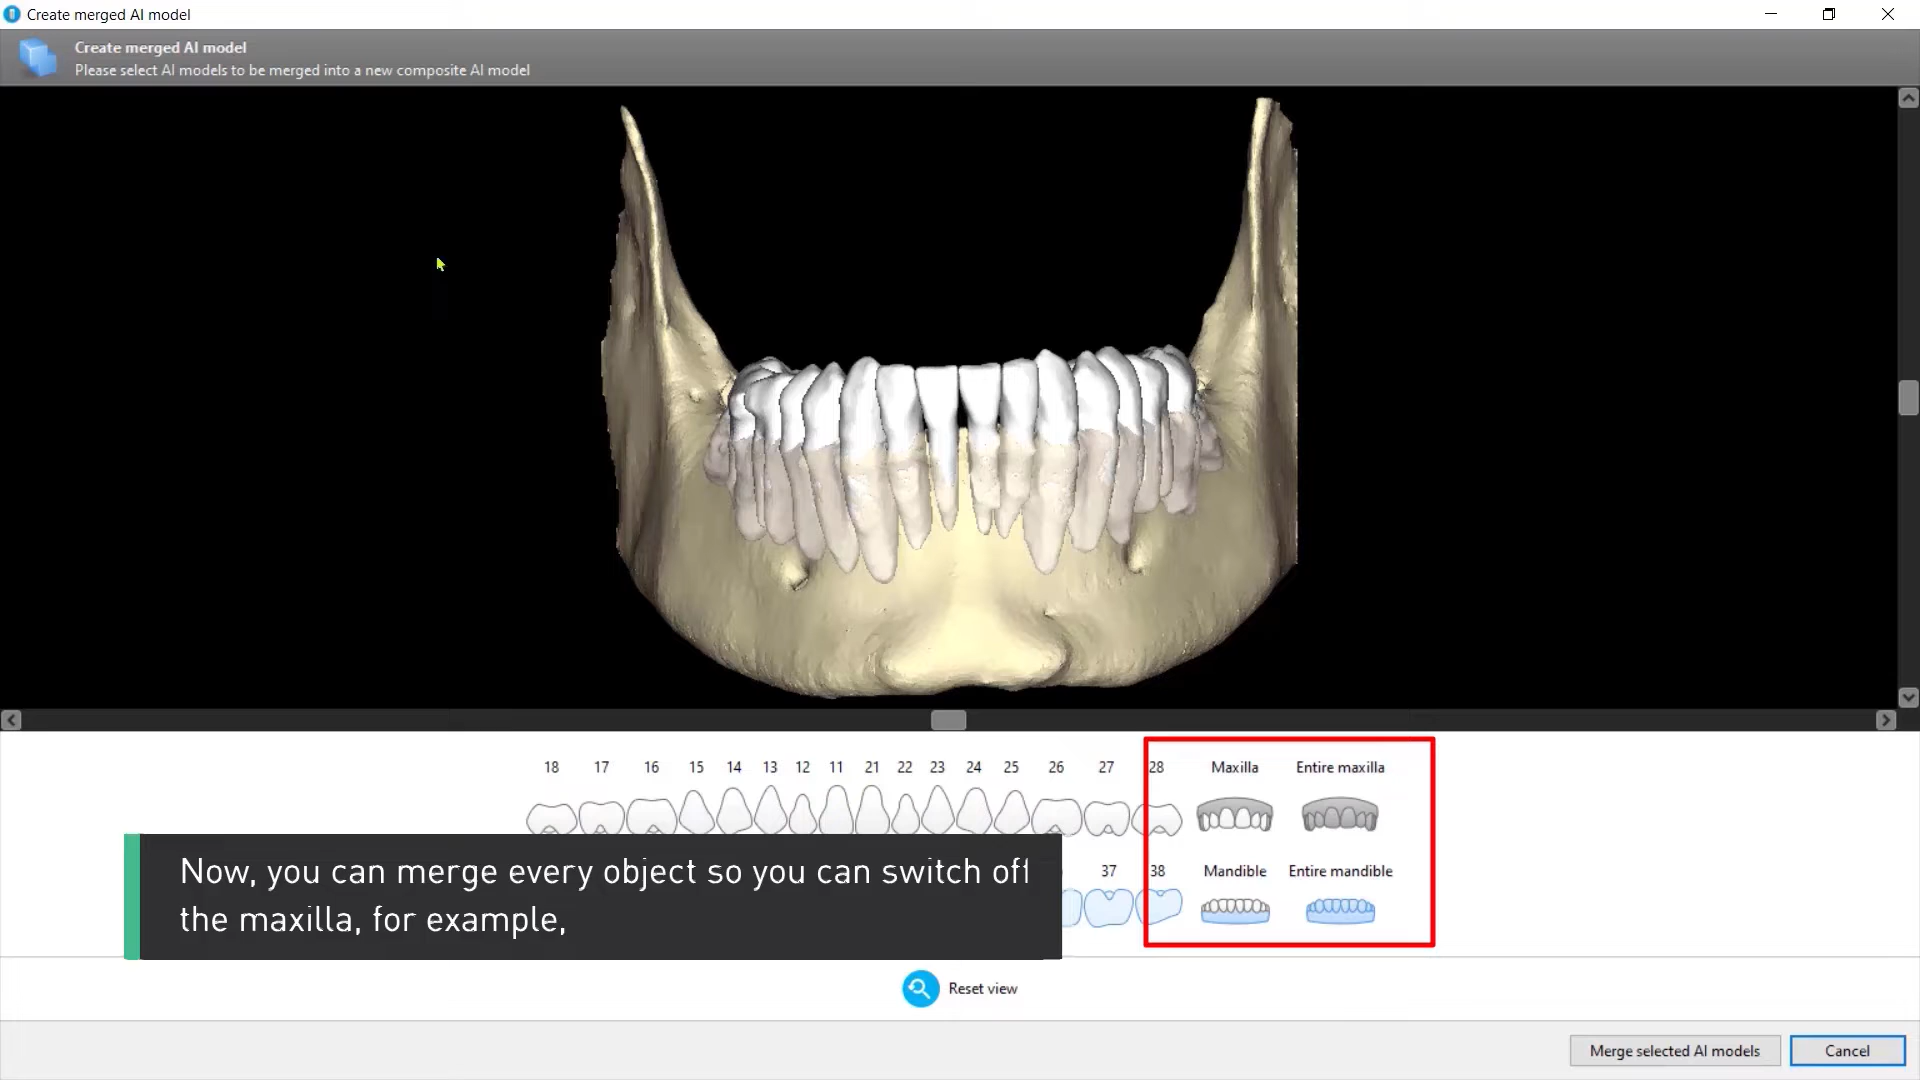 Create merged AI model
Create merged AI model
Please select AI models to be merged into a new composite AI model
18 17 16 15 14 13 12 11 21 22 23 24 25 26 27 28 Maxilla Entire maxilla
37 38 Mandible Entire mandible
Now, you can merge every object so you can switch off
the maxilla, for example,
Reset view
Merge selected AI models Cancel